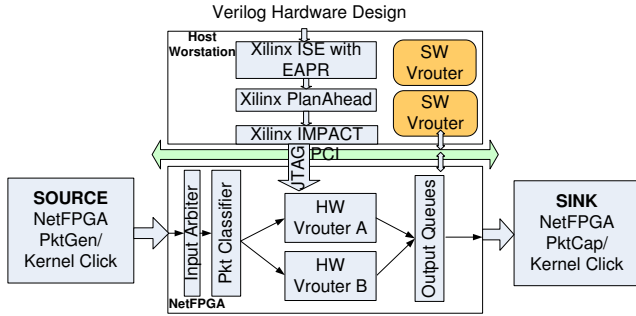 Verilog Hardware Design
Host
Worstation
Xilinx ISE with
EAPR
SW
Vrouter
Xilinx PlanAhead
SW
Vrouter
Xilinx IMPACT
PCI
JTAG
SOURCE
NetFPGA
PktGen/
Kernel Click
Input Arbiter
Pkt Classifier
HW
Vrouter A
HW
Vrouter B
Output Queues
NetFPGA
SINK
NetFPGA
PktCap/
Kernel Click